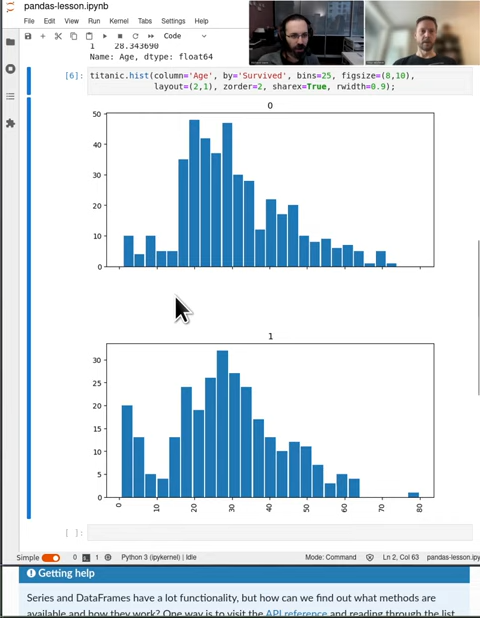 pandas-lesson.ipynb
File Edit View Run Kernel Tabs Settings Help
Code
1 28.343690
Name: Age, dtype: float64
[6]: titanic.hist(column='Age', by='Survived', bins=25, figsize=(8,10),
layout=(2,1), zorder=2, sharex=True, rwidth=0.9);
0
50
40
30
20
10
0
1
30
25
20
15
10
5
0
0 10 20 30 40 50 60 70 80
[ ]:
Simple 0 1 Python 3 (ipykernel) | Idle Mode: Command Ln 2, Col 63 pandas-lesson.ipy
Getting help
Series and DataFrames have a lot functionality, but how can we find out what methods are
available and how they work? One way is to visit the API reference and reading through the list